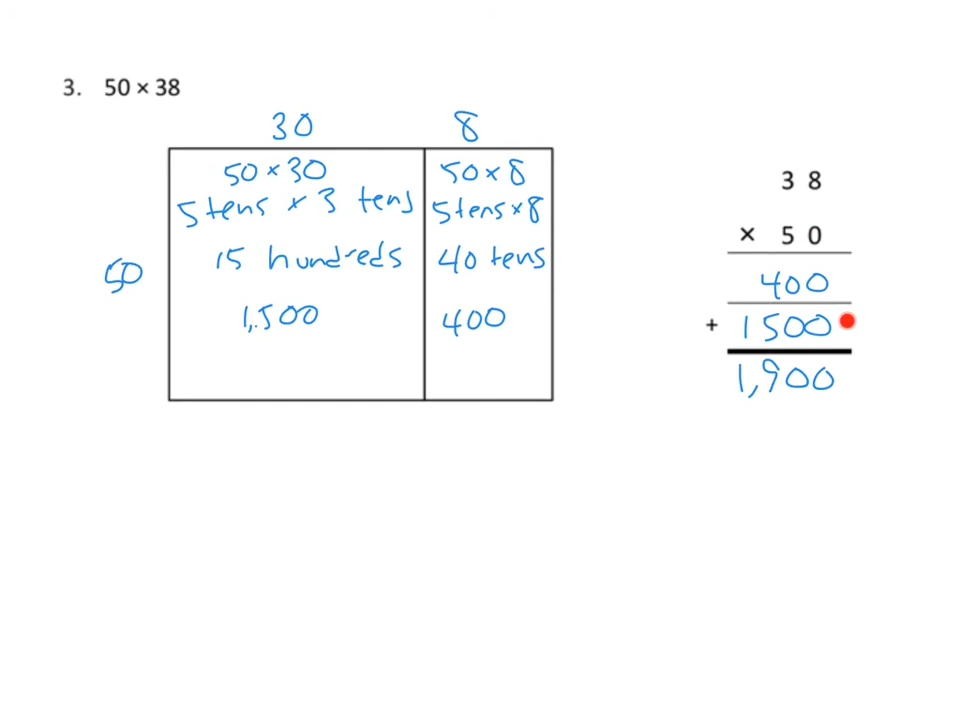 3. 50 × 38
30 8
50 × 30 50 × 8
5 tens × 3 tens 5 tens × 8
50 15 hundreds 40 tens
1,500 400
3 8
× 5 0
400
+ 1500
1,900